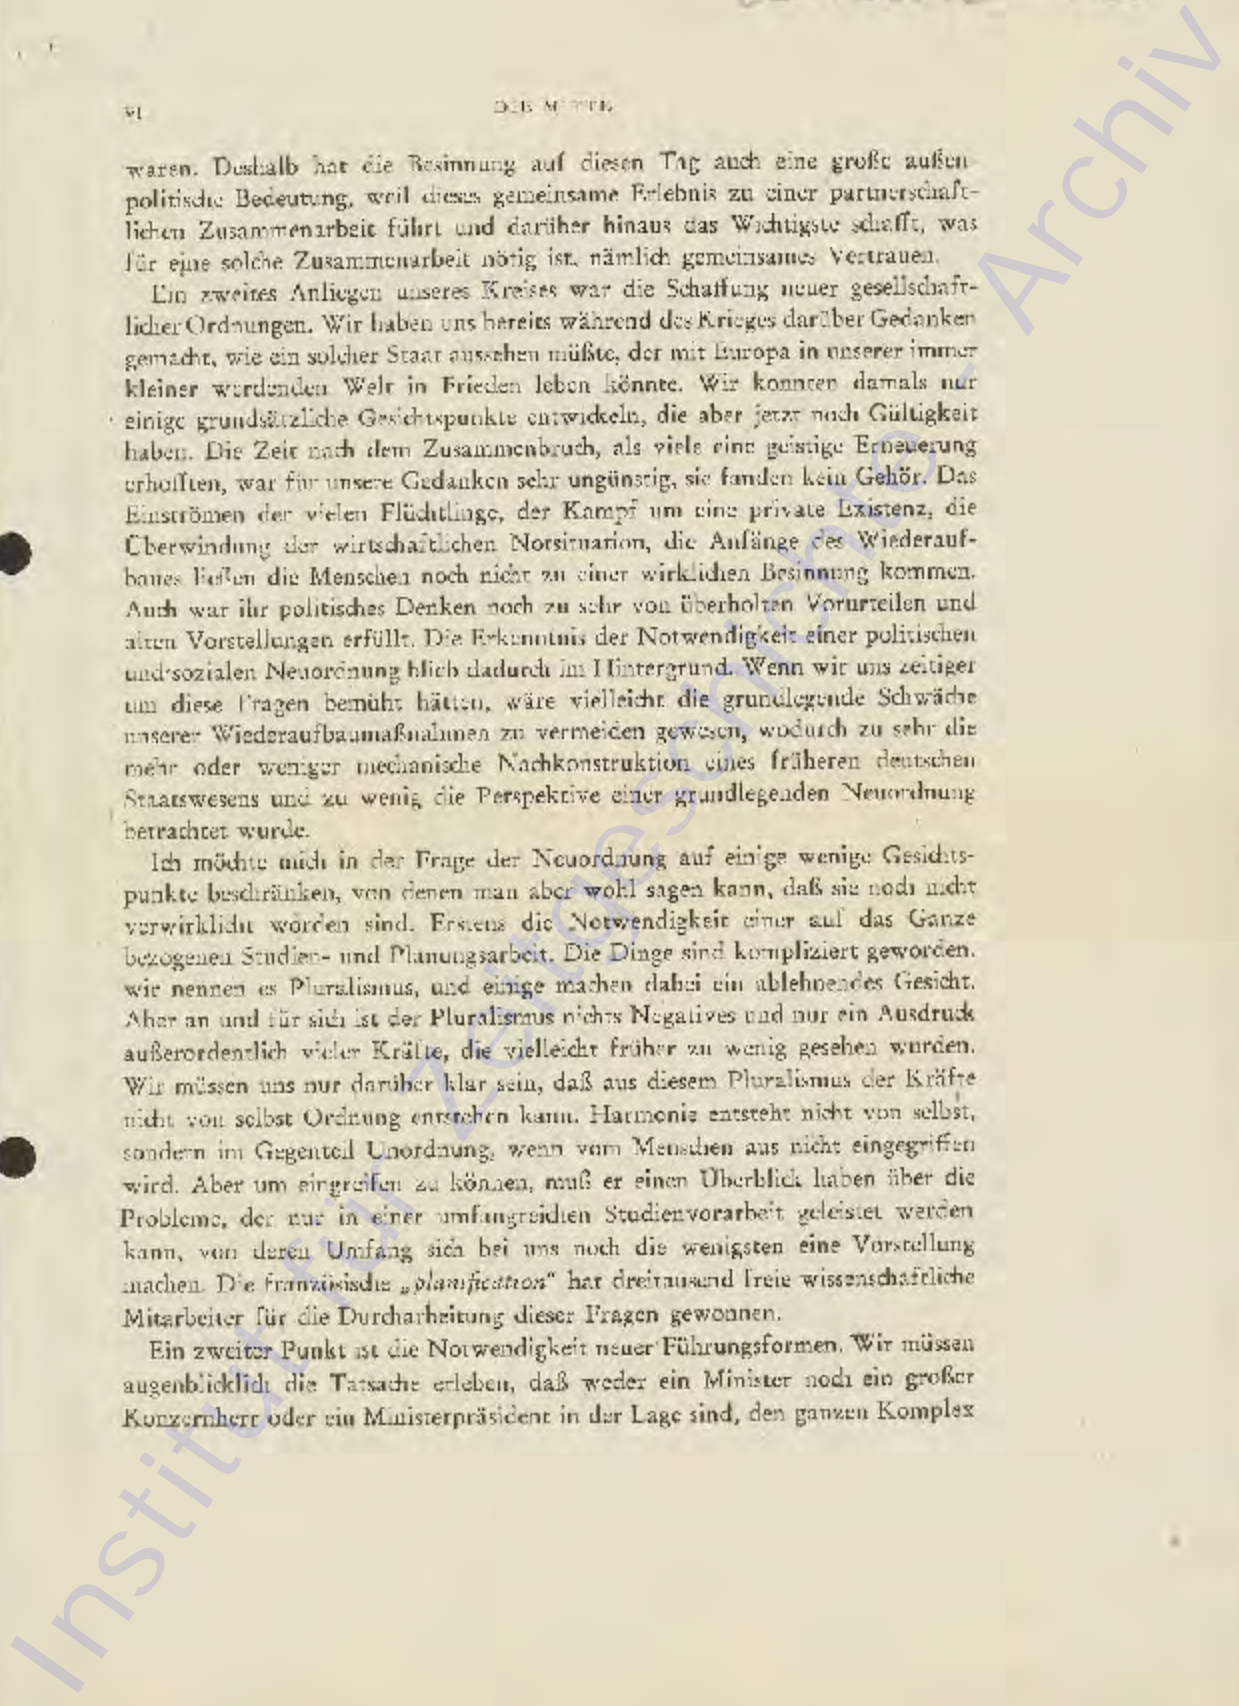 VI
DIE MITTE
waren. Deshalb hat die Besinnung auf diesen Tag auch eine große außen-
politische Bedeutung, weil dieses gemeinsame Erlebnis zu einer partnerschaft-
lichen Zusammenarbeit führt und darüber hinaus das Wichtigste schafft, was
für eine solche Zusammenarbeit nötig ist, nämlich gemeinsames Vertrauen.
Ein zweites Anliegen unseres Kreises war die Schaffung neuer gesellschaft-
licher Ordnungen. Wir haben uns bereits während des Krieges darüber Gedanken
gemacht, wie ein solcher Staat aussehen müßte, der mit Europa in unserer immer
kleiner werdenden Welt in Frieden leben könnte. Wir konnten damals nur
einige grundsätzliche Gesichtspunkte entwickeln, die aber jetzt noch Gültigkeit
haben. Die Zeit nach dem Zusammenbruch, als viele eine geistige Erneuerung
erhofften, war für unsere Gedanken sehr ungünstig, sie fanden kein Gehör. Das
Einströmen der vielen Flüchtlinge, der Kampf um eine private Existenz, die
Überwindung der wirtschaftlichen Notsituation, die Anfänge des Wiederauf-
baues ließen die Menschen noch nicht zu einer wirklichen Besinnung kommen.
Auch war ihr politisches Denken noch zu sehr von überholten Vorurteilen und
alten Vorstellungen erfüllt. Die Erkenntnis der Notwendigkeit einer politischen
und sozialen Neuordnung blieb dadurch im Hintergrund. Wenn wir uns zeitiger
um diese Fragen bemüht hätten, wäre vielleicht die grundlegende Schwäche
unserer Wiederaufbaumaßnahmen zu vermeiden gewesen, wodurch zu sehr die
mehr oder weniger mechanische Nachkonstruktion eines früheren deutschen
Staatswesens und zu wenig die Perspektive einer grundlegenden Neuordnung
betrachtet wurde.
Ich möchte mich in der Frage der Neuordnung auf einige wenige Gesichts-
punkte beschränken, von denen man aber wohl sagen kann, daß sie noch nicht
verwirklicht worden sind. Erstens die Notwendigkeit einer auf das Ganze
bezogenen Studien- und Planungsarbeit. Die Dinge sind kompliziert geworden,
wir nennen es Pluralismus, und einige machen dabei ein ablehnendes Gesicht.
Aber an und für sich ist der Pluralismus nichts Negatives und nur ein Ausdruck
außerordentlich vieler Kräfte, die vielleicht früher zu wenig gesehen wurden.
Wir müssen uns nur darüber klar sein, daß aus diesem Pluralismus der Kräfte
nicht von selbst Ordnung entstehen kann. Harmonie entsteht nicht von selbst,
sondern im Gegenteil Unordnung, wenn vom Menschen aus nicht eingegriffen
wird. Aber um eingreifen zu können, muß er einen Überblick haben über die
Probleme, der nur in einer umfangreichen Studienvorarbeit geleistet werden
kann, von deren Umfang sich bei uns noch die wenigsten eine Vorstellung
machen. Die französische „planification“ hat dreitausend freie wissenschaftliche
Mitarbeiter für die Durcharbeitung dieser Fragen gewonnen.
Ein zweiter Punkt ist die Notwendigkeit neuer Führungsformen. Wir müssen
augenblicklich die Tatsache erleben, daß weder ein Minister noch ein großer
Konzernherr oder ein Ministerpräsident in der Lage sind, den ganzen Komplex
Institut für Zeitgeschichte - Archiv